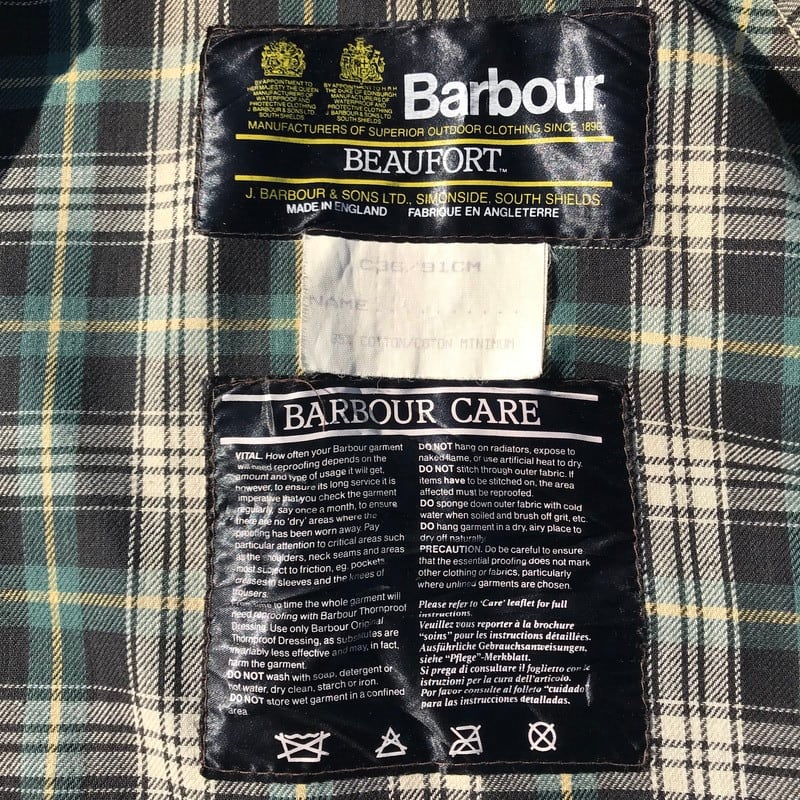 BY APPOINTMENT TO
HER MAJESTY THE QUEEN
MANUFACTURERS OF
WATERPROOF AND
PROTECTIVE CLOTHING
J. BARBOUR & SONS LTD.
SOUTH SHIELDS
BY APPOINTMENT TO H.R.H.
THE DUKE OF EDINBURGH
MANUFACTURERS OF
WATERPROOF AND
PROTECTIVE CLOTHING
J. BARBOUR & SONS LTD.
SOUTH SHIELDS
Barbour
MANUFACTURERS OF SUPERIOR OUTDOOR CLOTHING SINCE 1890
BEAUFORT™
J. BARBOUR & SONS LTD., SIMONSIDE, SOUTH SHIELDS.
MADE IN ENGLAND FABRIQUE EN ANGLETERRE
C36/91CM
NAME............
COTTON/COTON MINIMUM
BARBOUR CARE
VITAL. How often your Barbour garment
will need reproofing depends on the
amount and type of usage it will get,
however, to ensure its long service it is
imperative that you check the garment
regularly, say once a month, to ensure
there are no 'dry' areas where the
proofing has been worn away. Pay
particular attention to critical areas such
as the shoulders, neck seams and areas
most subject to friction, eg. pockets,
creases in sleeves and the knees of
trousers.
From time to time the whole garment will
need reproofing with Barbour Thornproof
Dressing. Use only Barbour Original
Thornproof Dressing, as substitutes are
invariably less effective and may, in fact,
harm the garment.
DO NOT wash with soap, detergent or
hot water, dry clean, starch or iron.
DO NOT store wet garment in a confined
area.
DO NOT hang on radiators, expose to
naked flame, or use artificial heat to dry.
DO NOT stitch through outer fabric. If
items have to be stitched on, the area
affected must be reproofed.
DO sponge down outer fabric with cold
water when soiled and brush off grit, etc.
DO hang garment in a dry, airy place to
dry off naturally.
PRECAUTION. Do be careful to ensure
that the essential proofing does not mark
other clothing or fabrics, particularly
where unlined garments are chosen.
Please refer to 'Care' leaflet for full
instructions.
Veuillez vous reporter à la brochure
"soins" pour les instructions détaillées.
Ausführliche Gebrauchsanweisungen,
siehe "Pflege"-Merkblatt.
Si prega di consultare il foglietto con le
istruzioni per la cura dell'articolo.
Por favor consulte al folleto "cuidado"
para las instrucciones detalladas.